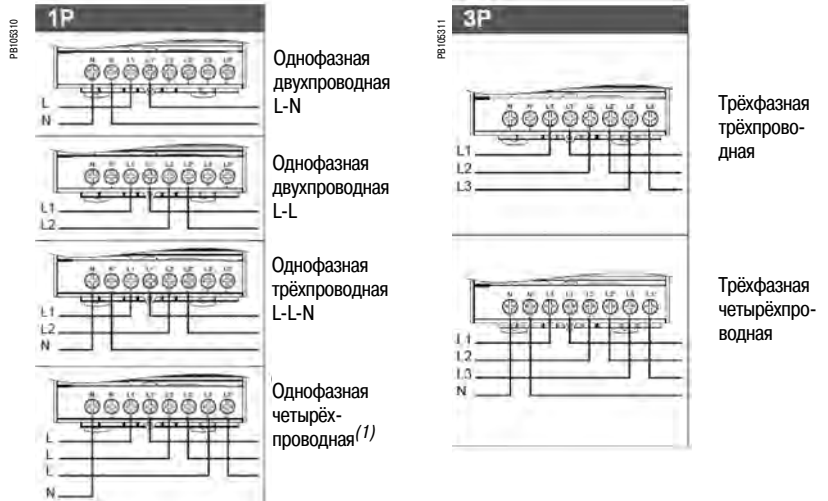 PB105310
1P
L
N
Однофазная
двухпроводная
L-N
L1
L2
Однофазная
двухпроводная
L-L
L1
L2
N
Однофазная
трёхпроводная
L-L-N
L
L
L
N
Однофазная
четырёх-
проводная(1)
PB105311
3P
L1
L2
L3
Трёхфазная
трёхпрово-
дная
L1
L2
L3
N
Трёхфазная
четырёхпро-
водная